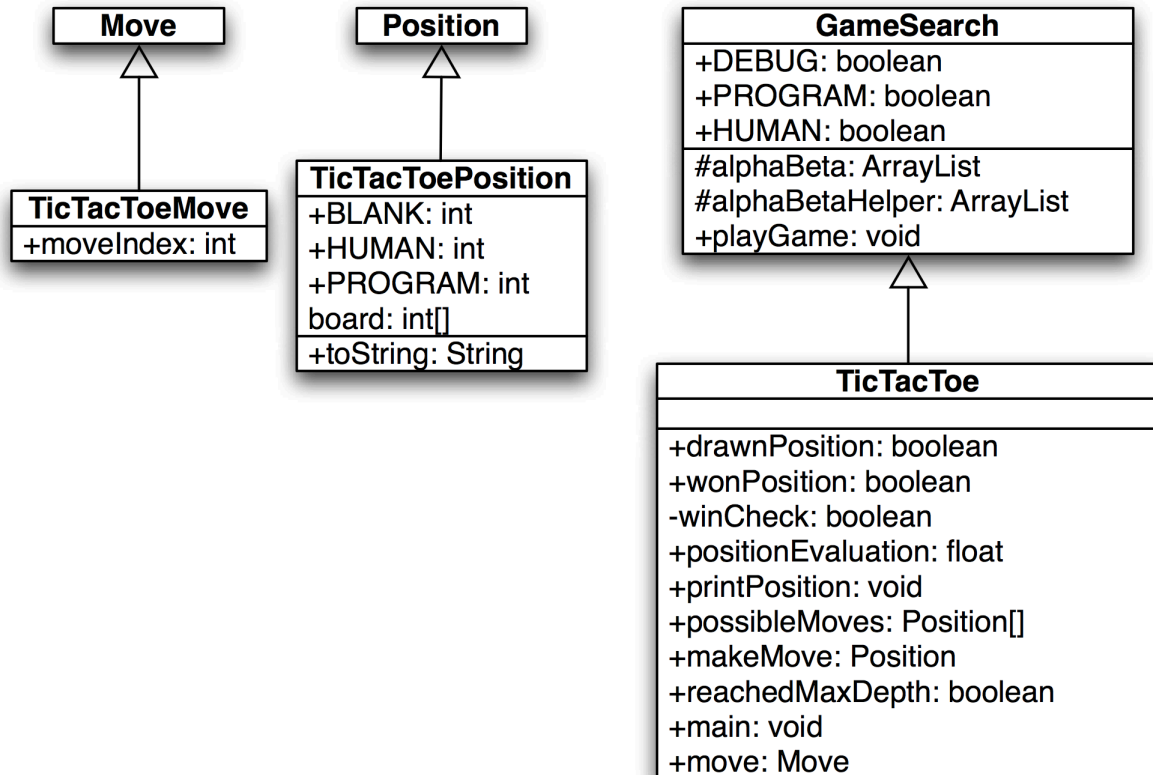 Move
TicTacToeMove
+moveIndex: int
Position
TicTacToePosition
+BLANK: int
+HUMAN: int
+PROGRAM: int
board: int[]
+toString: String
GameSearch
+DEBUG: boolean
+PROGRAM: boolean
+HUMAN: boolean
#alphaBeta: ArrayList
#alphaBetaHelper: ArrayList
+playGame: void
TicTacToe
+drawnPosition: boolean
+wonPosition: boolean
-winCheck: boolean
+positionEvaluation: float
+printPosition: void
+possibleMoves: Position[]
+makeMove: Position
+reachedMaxDepth: boolean
+main: void
+move: Move